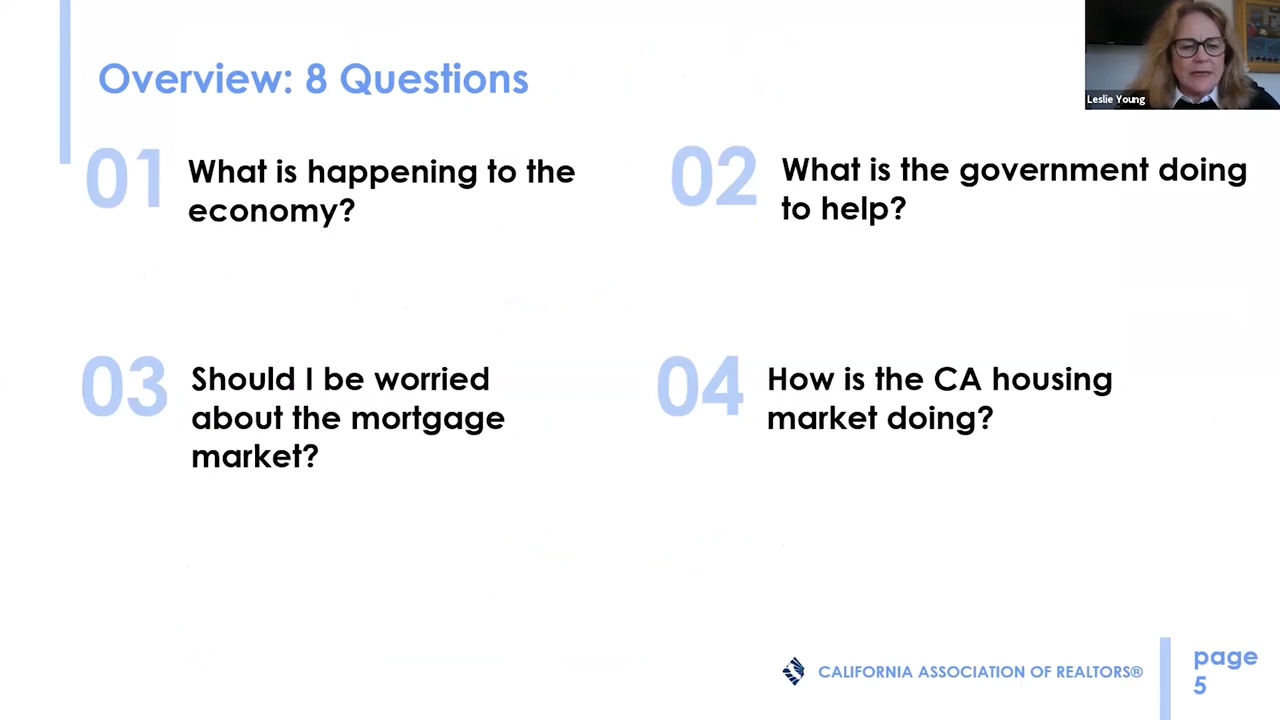 Overview: 8 Questions
Leslie Young
01
What is happening to the
economy?
02
What is the government doing
to help?
03
Should I be worried
about the mortgage
market?
04
How is the CA housing
market doing?
CALIFORNIA ASSOCIATION OF REALTORS®
page
5